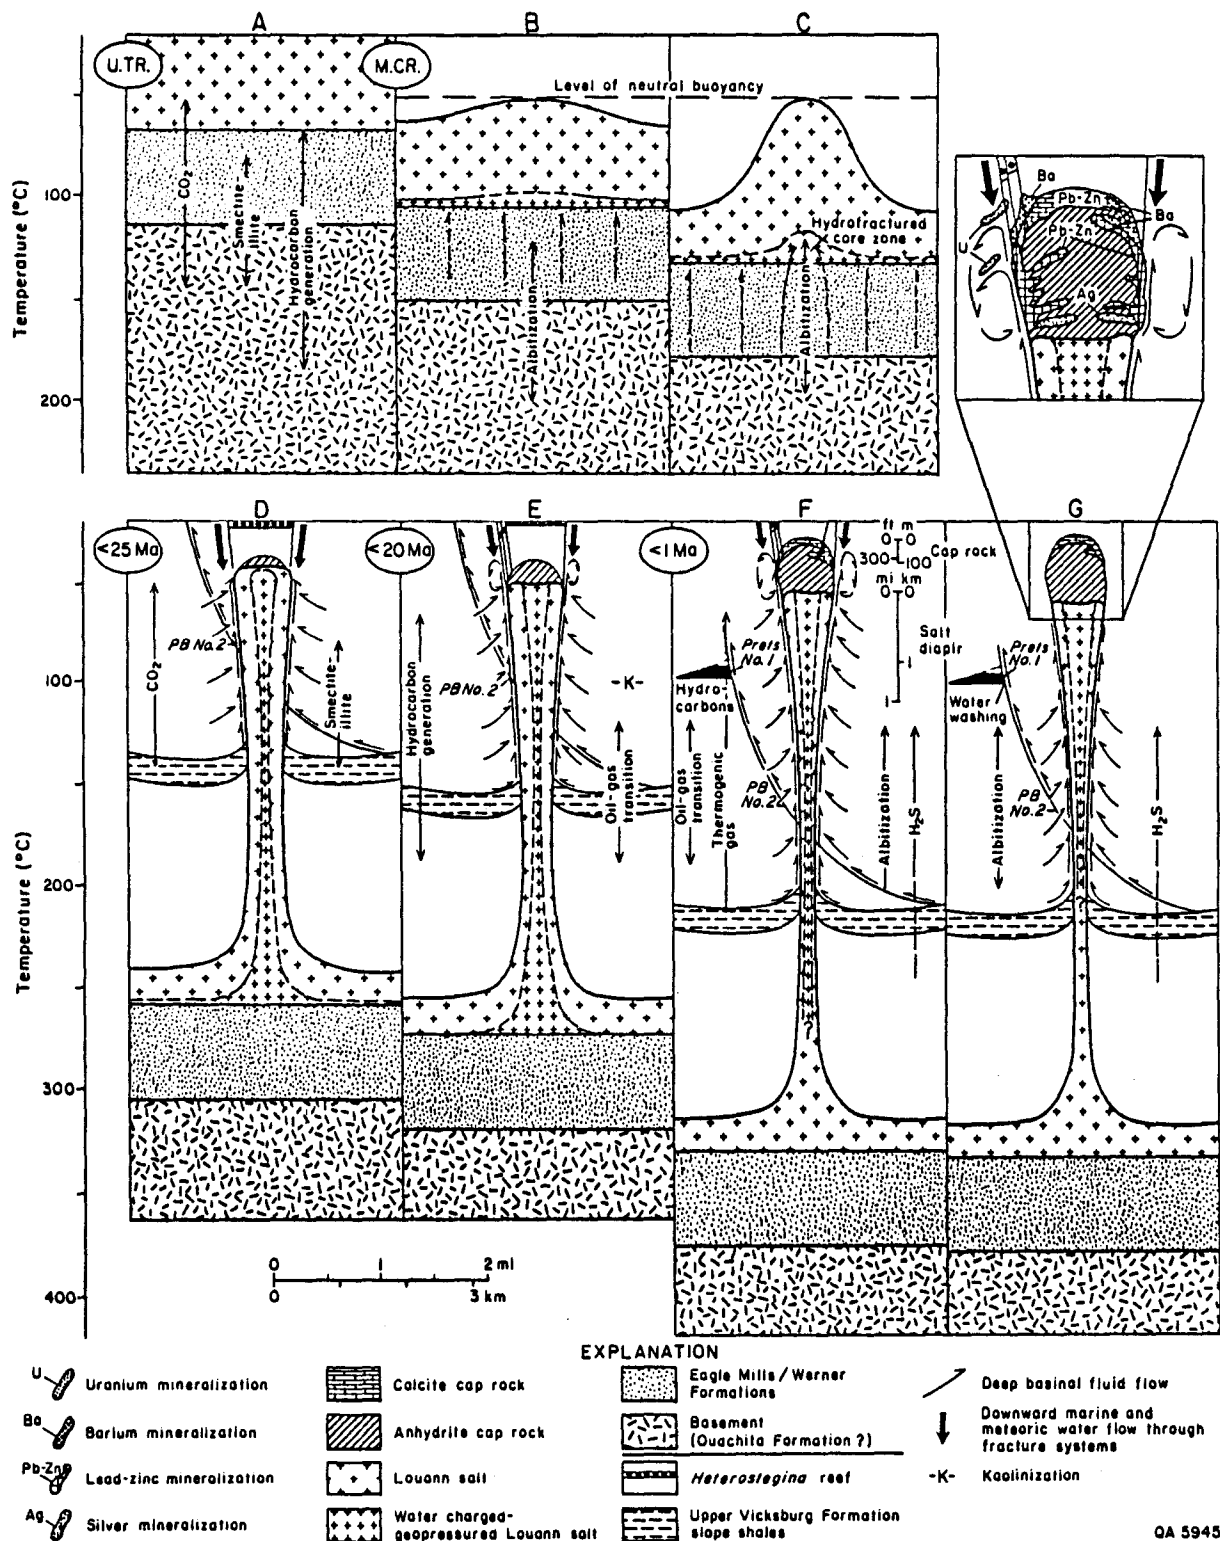 A
B
C
U.TR.
M.CR.
Level of neutral buoyancy
CO₂
Smectite
illite
Hydrocarbon
generation
Albitization
Hydrofractured
core zone
Albitization
Temperature (°C)
100
200
Ba
Pb-Zn
Ba
Pb-Zn
U
Ag
D
E
F
G
<25 Ma
<20 Ma
<1 Ma
ft m
0 0
300 100
mi km
0 0
1
1
Cap rock
Salt
diapir
PB No. 2
CO₂
Smectite-
illite
Hydrocarbon
generation
PB No. 2
-K-
Oil-gas
transition
Prets
No. 1
Hydro-
carbons
Oil-gas
transition
Thermogenic
gas
PB
No. 2
Albitization
H₂S
?
Prets
No. 1
Water
washing
Albitization
PB
No. 2
H₂S
?
Temperature (°C)
100
200
300
400
0 1 2 mi
0 3 km
EXPLANATION
U Uranium mineralization
Ba Barium mineralization
Pb-Zn Lead-zinc mineralization
Ag Silver mineralization
Calcite cap rock
Anhydrite cap rock
Louann salt
Water charged-
geopressured Louann salt
Eagle Mills / Werner
Formations
Basement
(Ouachita Formation ?)
Heterostegina reef
Upper Vicksburg Formation
slope shales
Deep basinal fluid flow
Downward marine and
meteoric water flow through
fracture systems
-K- Kaolinization
QA 5945